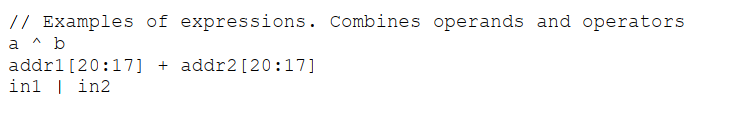 // Examples of expressions. Combines operands and operators
a ^ b
addr1[20:17] + addr2[20:17]
in1 | in2